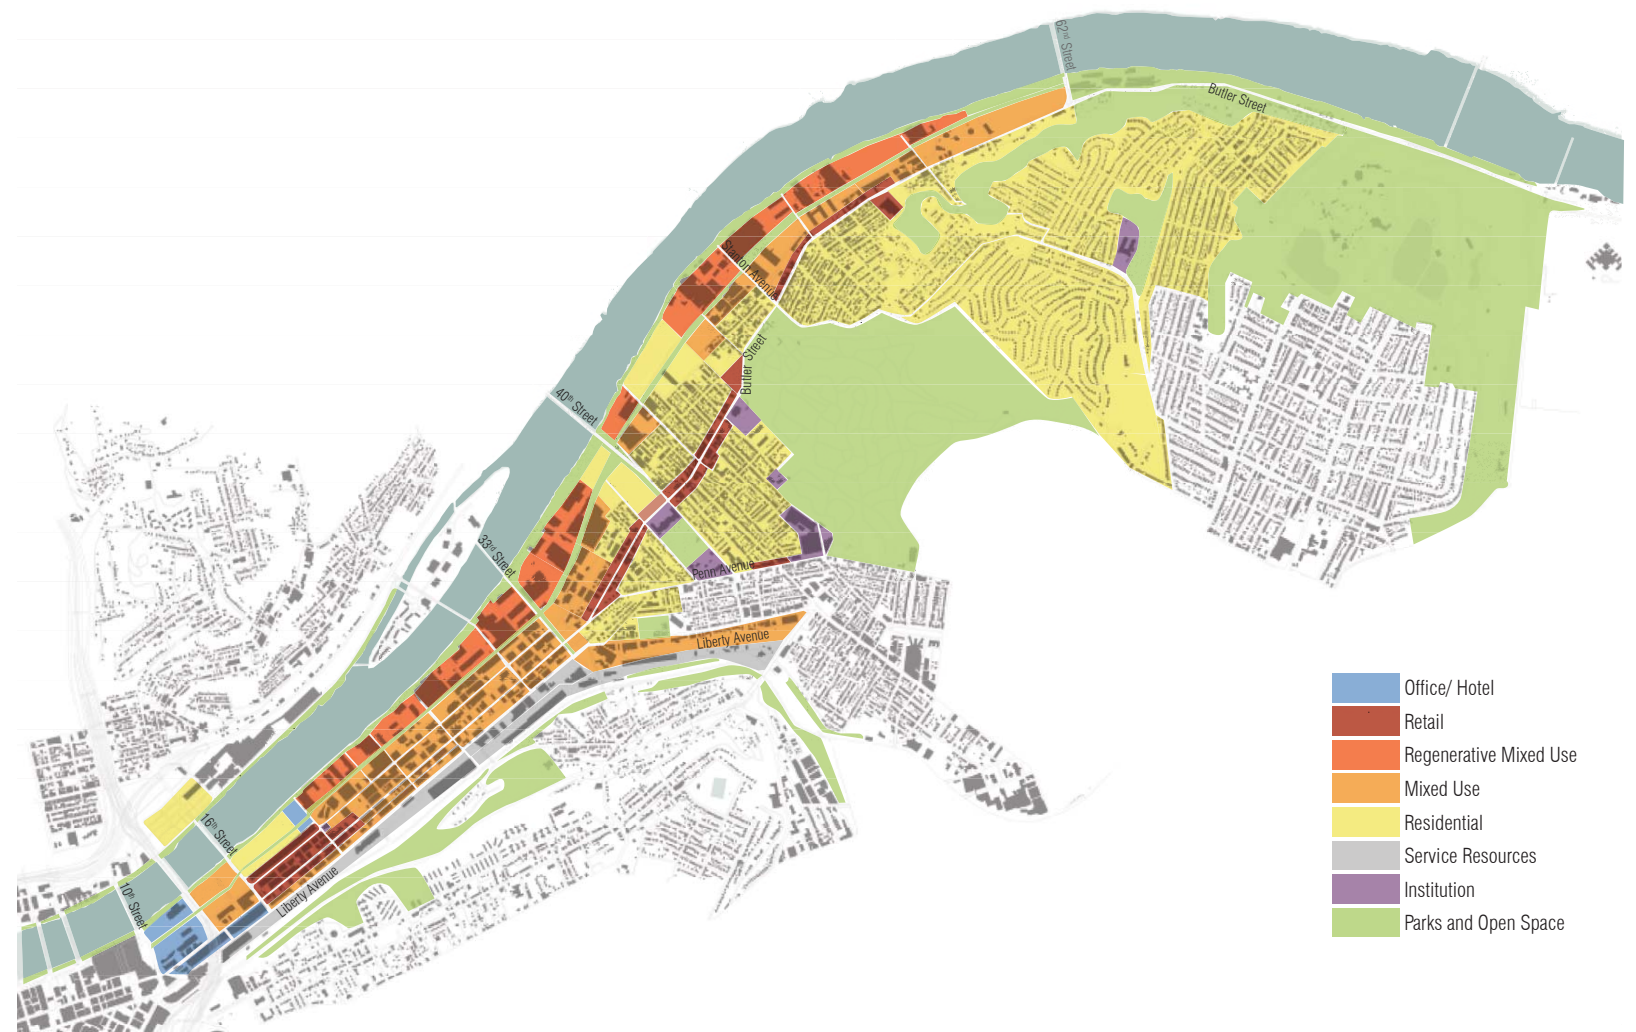 62nd Street
Butler Street
Stanton Avenue
Butler Street
40th Street
33rd Street
Penn Avenue
Liberty Avenue
16th Street
Liberty Avenue
10th Street
Office/ Hotel
Retail
Regenerative Mixed Use
Mixed Use
Residential
Service Resources
Institution
Parks and Open Space